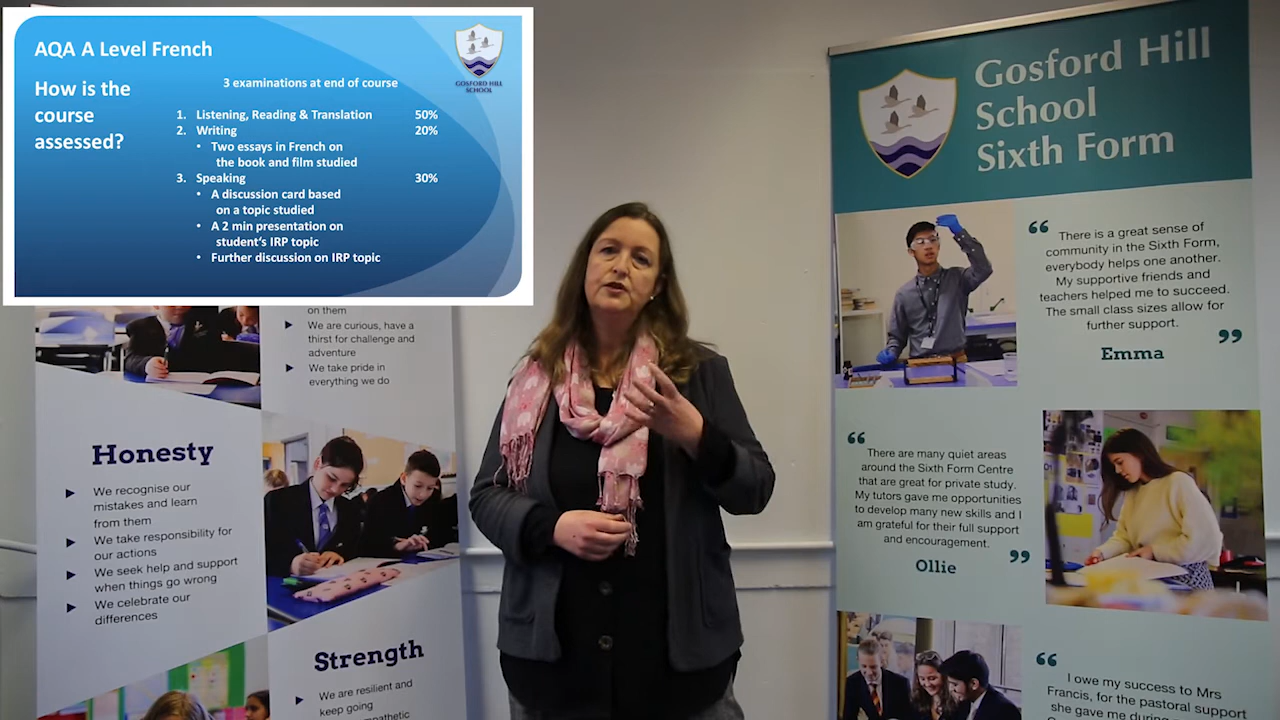 AQA A Level French
How is the
course
assessed?
3 examinations at end of course
1. Listening, Reading & Translation 50%
2. Writing 20%
• Two essays in French on
the book and film studied
3. Speaking 30%
• A discussion card based
on a topic studied
• A 2 min presentation on
student's IRP topic
• Further discussion on IRP topic
GOSFORD HILL
SCHOOL
on them
We are curious, have a
thirst for challenge and
adventure
We take pride in
everything we do
Honesty
We recognise our
mistakes and learn
from them
We take responsibility for
our actions
We seek help and support
when things go wrong
We celebrate our
differences
Strength
We are resilient and
keep going
Gosford Hill
School
Sixth Form
“ There is a great sense of
community in the Sixth Form,
everybody helps one another.
My supportive friends and
teachers helped me to succeed.
The small class sizes allow for
further support. ”
Emma
“ There are many quiet areas
around the Sixth Form Centre
that are great for private study.
My tutors gave me opportunities
to develop many new skills and I
am grateful for their full support
and encouragement. ”
Ollie
“ I owe my success to Mrs
Francis, for the pastoral support
she gave me during